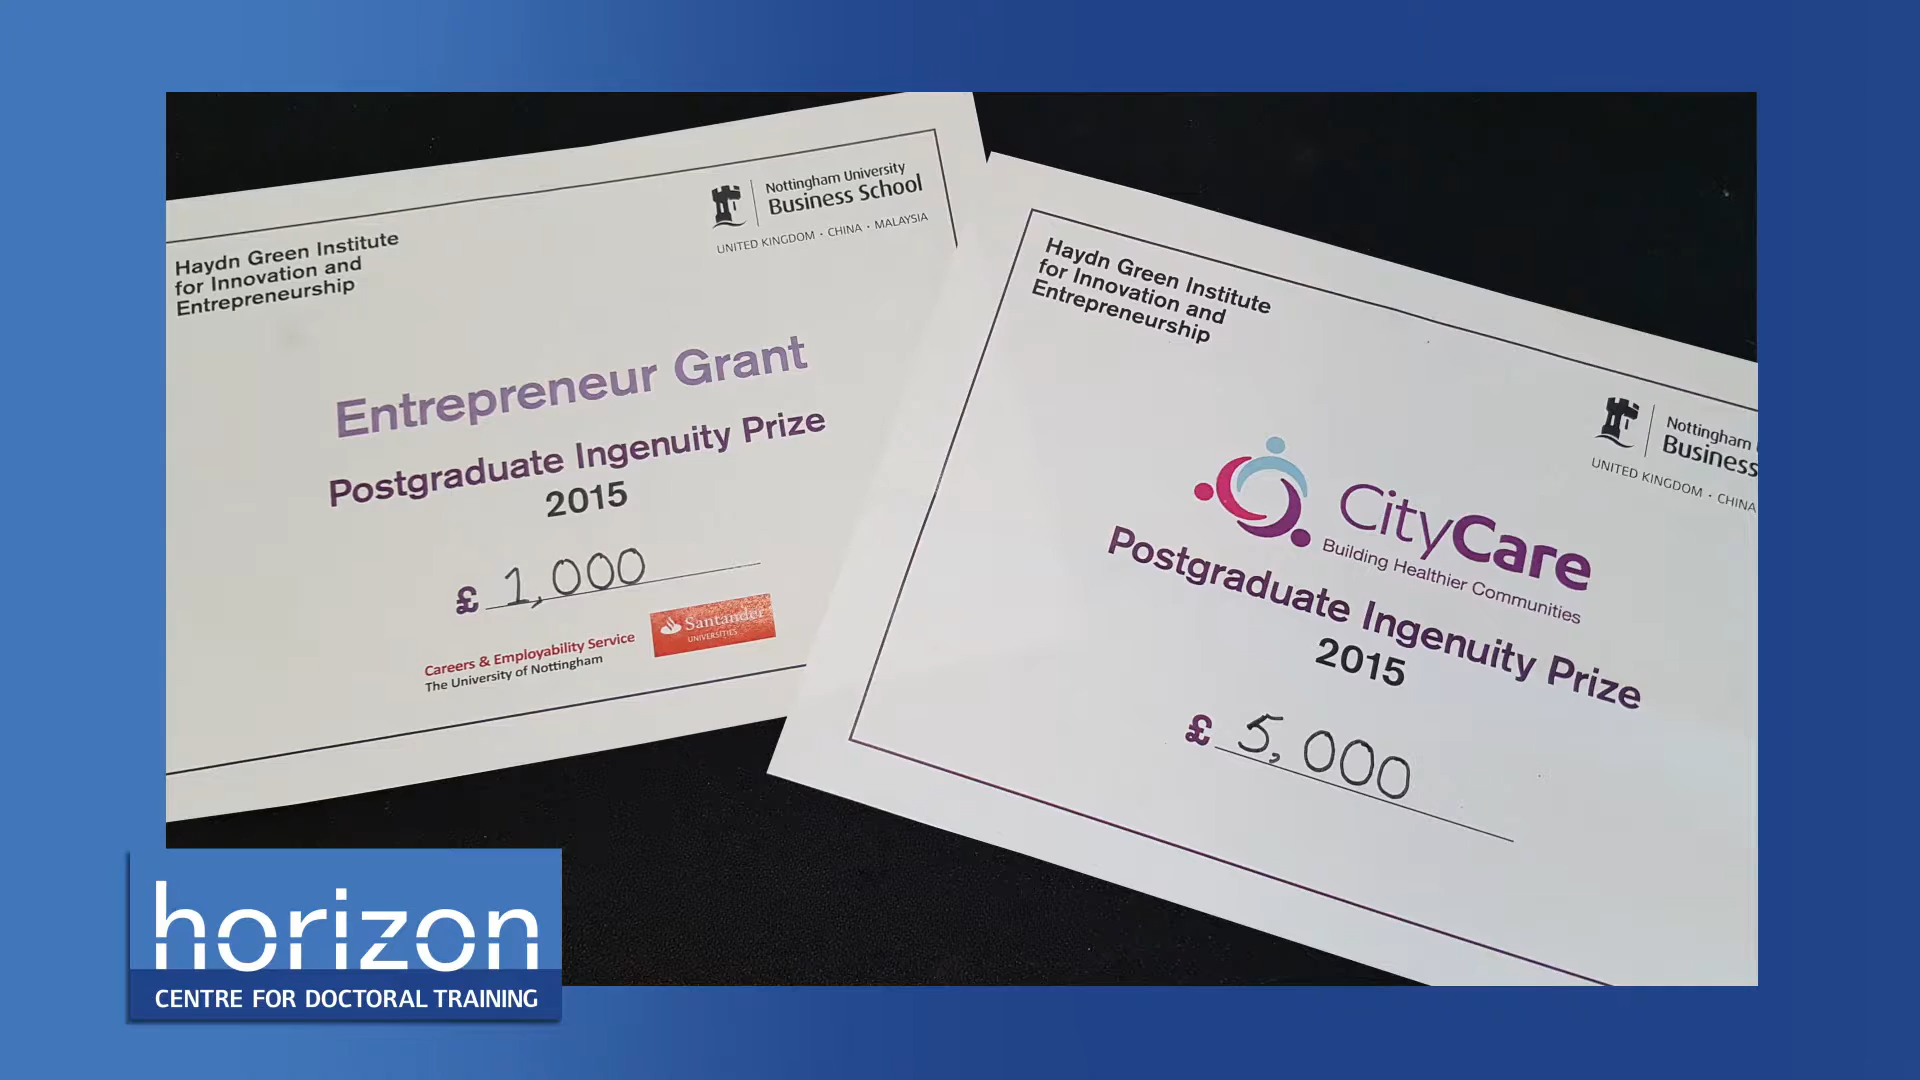 Haydn Green Institute
for Innovation and
Entrepreneurship
Nottingham University
Business School
UNITED KINGDOM · CHINA · MALAYSIA
Entrepreneur Grant
Postgraduate Ingenuity Prize
2015
£ 1,000
Careers & Employability Service
The University of Nottingham
Santander
UNIVERSITIES
Haydn Green Institute
for Innovation and
Entrepreneurship
Nottingham
Business
UNITED KINGDOM · CHINA
CityCare
Building Healthier Communities
Postgraduate Ingenuity Prize
2015
£ 5,000
horizon
CENTRE FOR DOCTORAL TRAINING